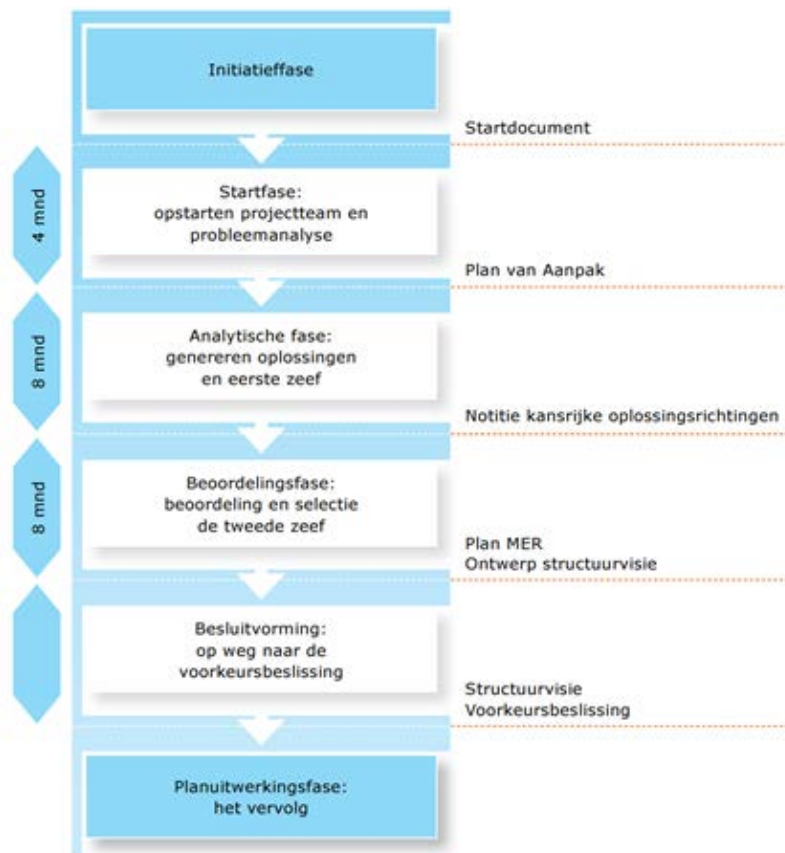 Initiatieffase
Startdocument
4 mnd
Startfase:
opstarten projectteam en
probleemanalyse
Plan van Aanpak
8 mnd
Analytische fase:
genereren oplossingen
en eerste zeef
Notitie kansrijke oplossingsrichtingen
8 mnd
Beoordelingsfase:
beoordeling en selectie
de tweede zeef
Plan MER
Ontwerp structuurvisie
Besluitvorming:
op weg naar de
voorkeursbeslissing
Structuurvisie
Voorkeursbeslissing
Planuitwerkingsfase:
het vervolg